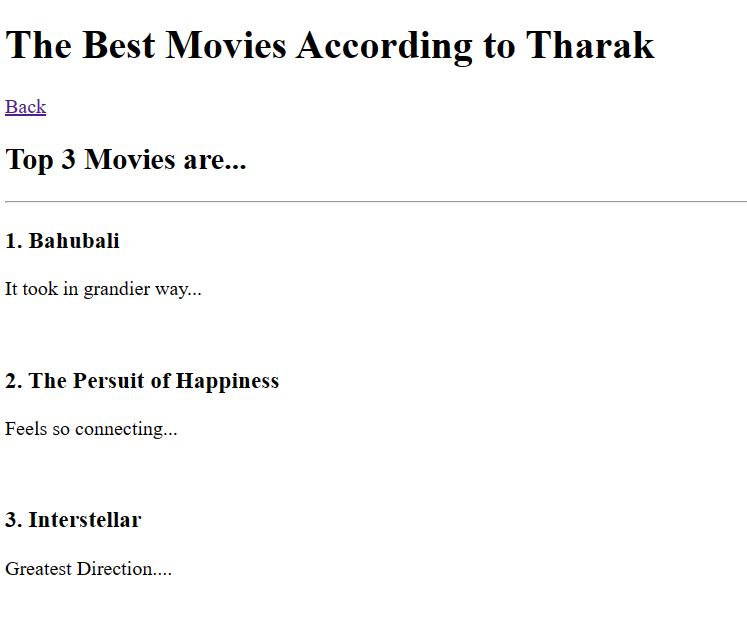 The Best Movies According to Tharak
Back
Top 3 Movies are...
1. Bahubali
It took in grandier way...
2. The Persuit of Happiness
Feels so connecting...
3. Interstellar
Greatest Direction....